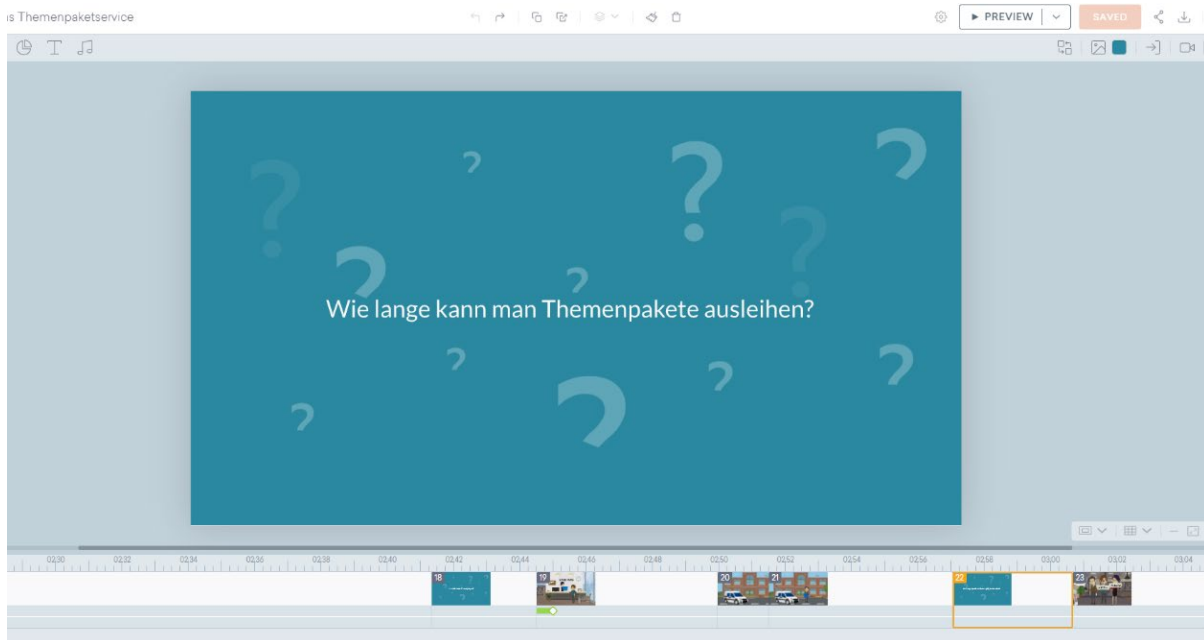 is Themenpaketservice
PREVIEW
SAVED
Wie lange kann man Themenpakete ausleihen?
02:30 02:32 02:34 02:36 02:38 02:40 02:42 02:44 02:46 02:48 02:50 02:52 02:54 02:56 02:58 03:00 03:02 03:04
18 19 20 21 22 23